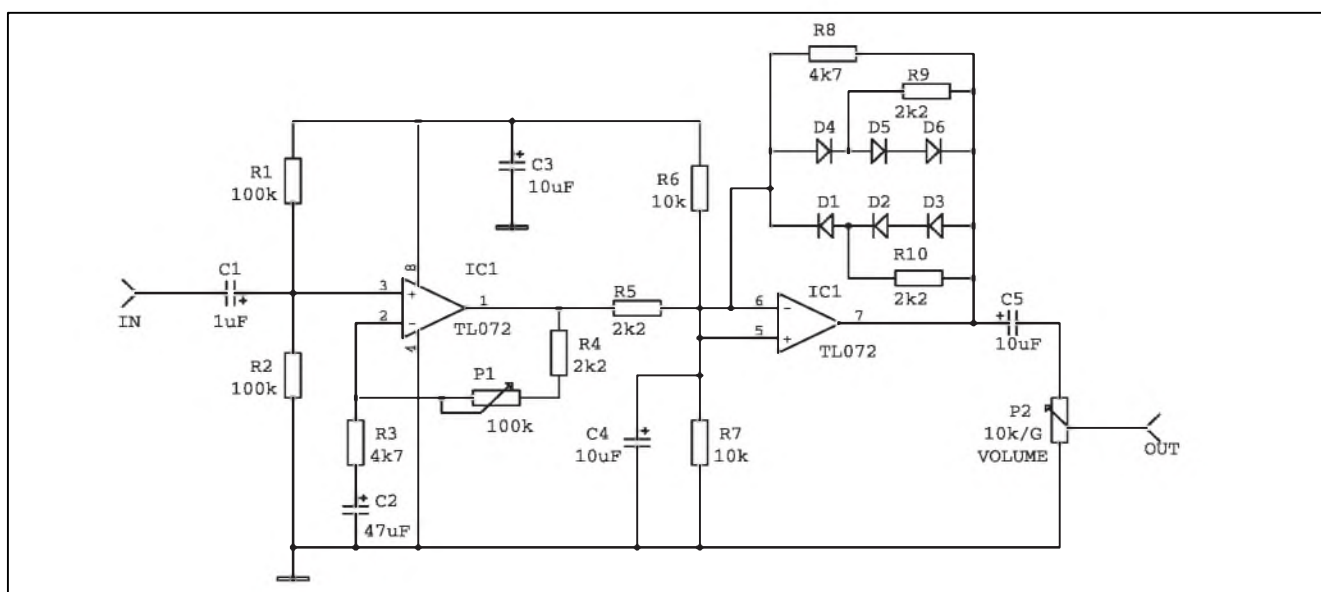 R8
4k7
R9
2k2
D4 D5 D6
R1
100k
C3
10uF
R6
10k
D1 D2 D3
R10
2k2
C1
1uF
IN
3
2
8
4
1
IC1
TL072
R5
2k2
6
5
7
IC1
TL072
C5
10uF
R2
100k
R4
2k2
P1
100k
R3
4k7
C2
47uF
C4
10uF
R7
10k
P2
10k/G
VOLUME
OUT